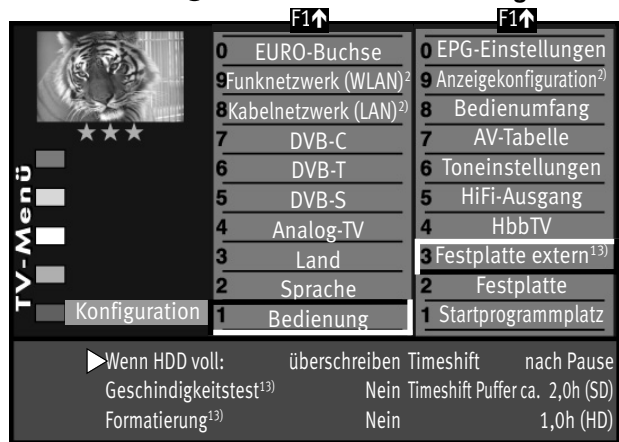 F1↑ F1↑
0 EURO-Buchse
9 Funknetzwerk (WLAN)2
8 Kabelnetzwerk (LAN)2)
7 DVB-C
6 DVB-T
5 DVB-S
4 Analog-TV
3 Land
2 Sprache
1 Bedienung
0 EPG-Einstellungen
9 Anzeigekonfiguration2)
8 Bedienumfang
7 AV-Tabelle
6 Toneinstellungen
5 HiFi-Ausgang
4 HbbTV
3 Festplatte extern13)
2 Festplatte
1 Startprogrammplatz
TV-Menü
Konfiguration
Wenn HDD voll: überschreiben Timeshift nach Pause
Geschindigkeitstest13) Nein Timeshift Puffer ca. 2,0h (SD)
Formatierung13) Nein 1,0h (HD)